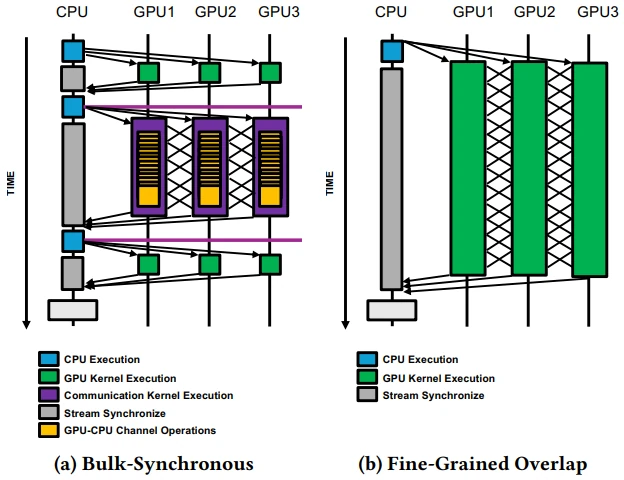 CPU GPU1 GPU2 GPU3
TIME
CPU Execution
GPU Kernel Execution
Communication Kernel Execution
Stream Synchronize
GPU-CPU Channel Operations
(a) Bulk-Synchronous
CPU GPU1 GPU2 GPU3
TIME
CPU Execution
GPU Kernel Execution
Stream Synchronize
(b) Fine-Grained Overlap